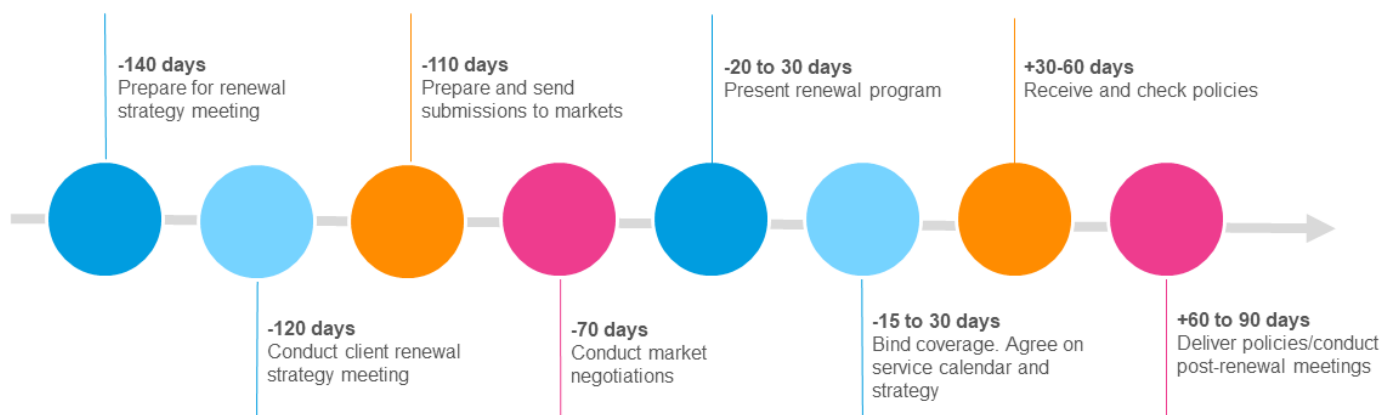 -140 days
Prepare for renewal
strategy meeting
-120 days
Conduct client renewal
strategy meeting
-110 days
Prepare and send
submissions to markets
-70 days
Conduct market
negotiations
-20 to 30 days
Present renewal program
-15 to 30 days
Bind coverage. Agree on
service calendar and
strategy
+30-60 days
Receive and check policies
+60 to 90 days
Deliver policies/conduct
post-renewal meetings